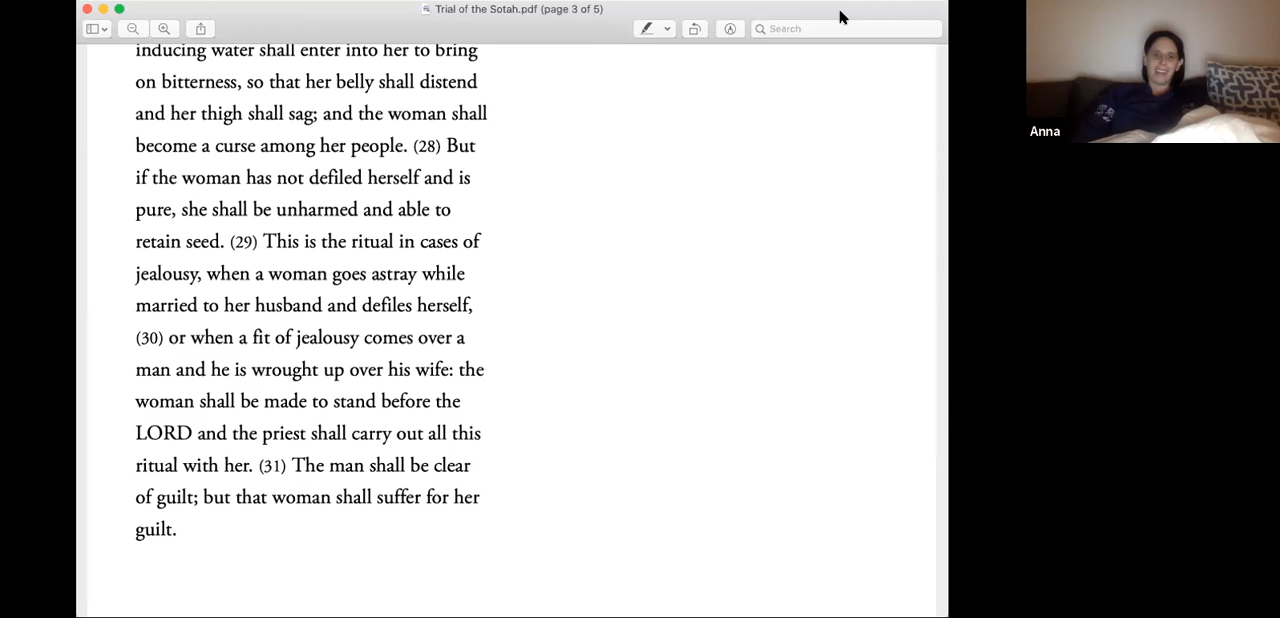 Trial of the Sotah.pdf (page 3 of 5)
Search
inducing water shall enter into her to bring
on bitterness, so that her belly shall distend
and her thigh shall sag; and the woman shall
become a curse among her people. (28) But
if the woman has not defiled herself and is
pure, she shall be unharmed and able to
retain seed. (29) This is the ritual in cases of
jealousy, when a woman goes astray while
married to her husband and defiles herself,
(30) or when a fit of jealousy comes over a
man and he is wrought up over his wife: the
woman shall be made to stand before the
LORD and the priest shall carry out all this
ritual with her. (31) The man shall be clear
of guilt; but that woman shall suffer for her
guilt.
Anna